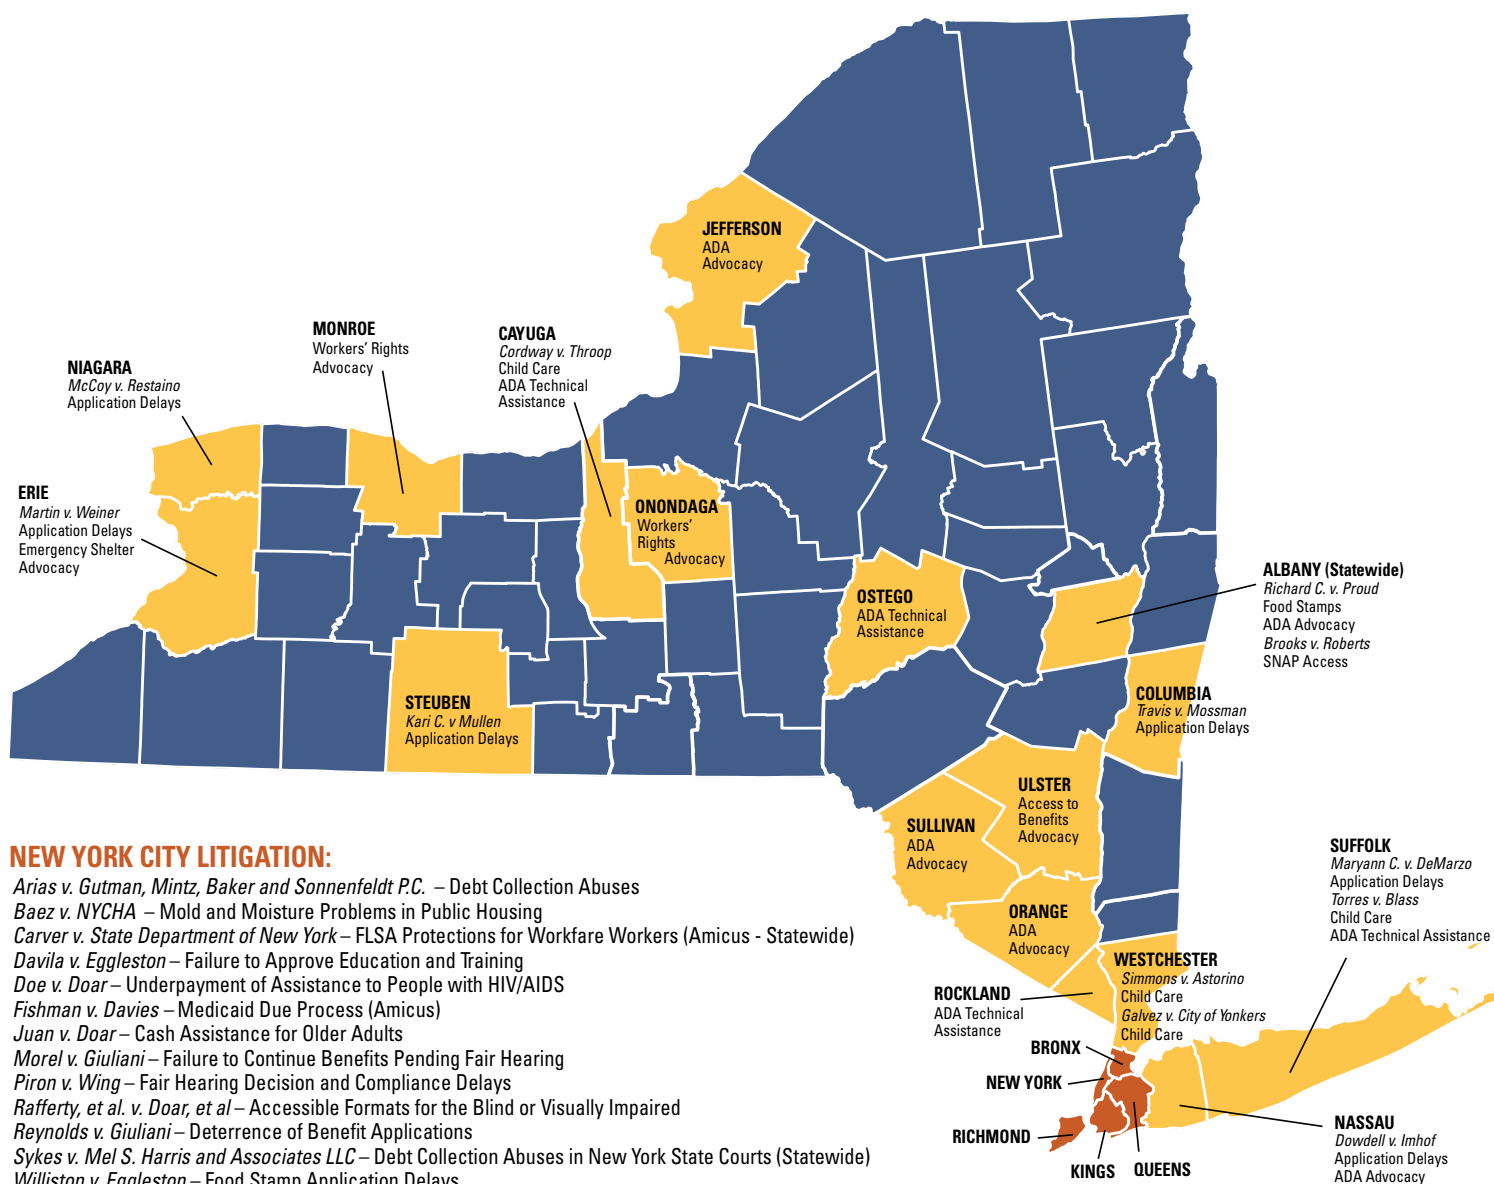 JEFFERSON
ADA
Advocacy
MONROE
Workers' Rights
Advocacy
CAYUGA
Cordway v. Throop
Child Care
ADA Technical
Assistance
NIAGARA
McCoy v. Restaino
Application Delays
ERIE
Martin v. Weiner
Application Delays
Emergency Shelter
Advocacy
ONONDAGA
Workers'
Rights
Advocacy
OSTEGO
ADA Technical
Assistance
ALBANY (Statewide)
Richard C. v. Proud
Food Stamps
ADA Advocacy
Brooks v. Roberts
SNAP Access
STEUBEN
Kari C. v Mullen
Application Delays
COLUMBIA
Travis v. Mossman
Application Delays
ULSTER
Access to
Benefits
Advocacy
SULLIVAN
ADA
Advocacy
ORANGE
ADA
Advocacy
SUFFOLK
Maryann C. v. DeMarzo
Application Delays
Torres v. Blass
Child Care
ADA Technical Assistance
WESTCHESTER
Simmons v. Astorino
Child Care
Galvez v. City of Yonkers
Child Care
ROCKLAND
ADA Technical
Assistance
BRONX
NEW YORK
RICHMOND
KINGS
QUEENS
NASSAU
Dowdell v. Imhof
Application Delays
ADA Advocacy
NEW YORK CITY LITIGATION:
Arias v. Gutman, Mintz, Baker and Sonnenfeldt P.C. – Debt Collection Abuses
Baez v. NYCHA – Mold and Moisture Problems in Public Housing
Carver v. State Department of New York – FLSA Protections for Workfare Workers (Amicus - Statewide)
Davila v. Eggleston – Failure to Approve Education and Training
Doe v. Doar – Underpayment of Assistance to People with HIV/AIDS
Fishman v. Davies – Medicaid Due Process (Amicus)
Juan v. Doar – Cash Assistance for Older Adults
Morel v. Giuliani – Failure to Continue Benefits Pending Fair Hearing
Piron v. Wing – Fair Hearing Decision and Compliance Delays
Rafferty, et al. v. Doar, et al – Accessible Formats for the Blind or Visually Impaired
Reynolds v. Giuliani – Deterrence of Benefit Applications
Sykes v. Mel S. Harris and Associates LLC – Debt Collection Abuses in New York State Courts (Statewide)
Williston v. Eggleston – Food Stamp Application Delays